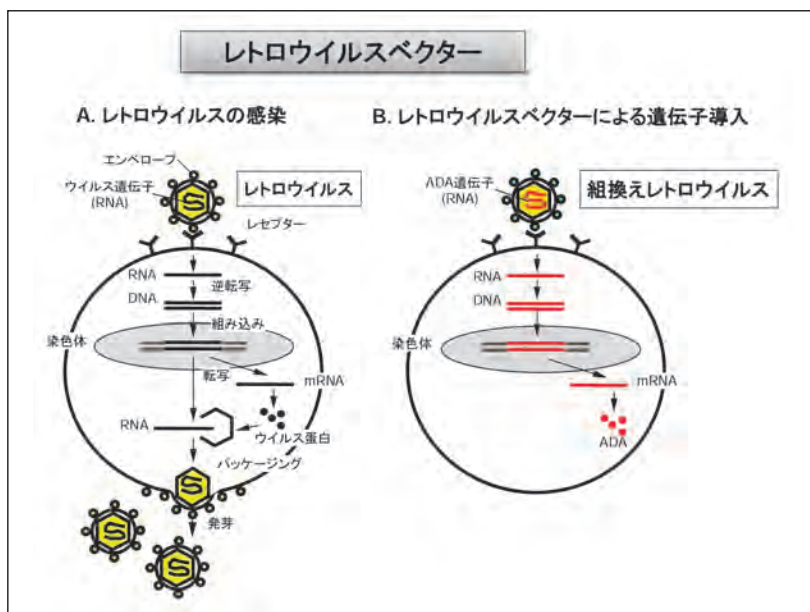 レトロウイルスベクター
A. レトロウイルスの感染
エンベロープ
ウイルス遺伝子
(RNA)
レトロウイルス
レセプター
RNA
逆転写
DNA
組み込み
染色体
転写
mRNA
RNA
ウイルス蛋白
パッケージング
発芽
B. レトロウイルスベクターによる遺伝子導入
ADA遺伝子
(RNA)
組換えレトロウイルス
RNA
DNA
染色体
mRNA
ADA